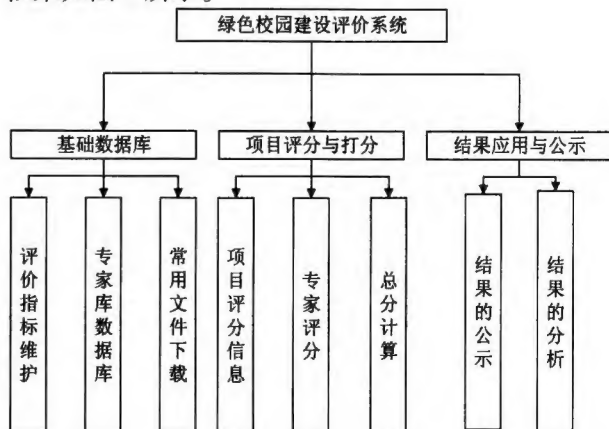 绿色校园建设评价系统
基础数据库
项目评分与打分
结果应用与公示
评价指标维护
专家库数据库
常用文件下载
项目评分信息
专家评分
总分计算
结果的公示
结果的分析